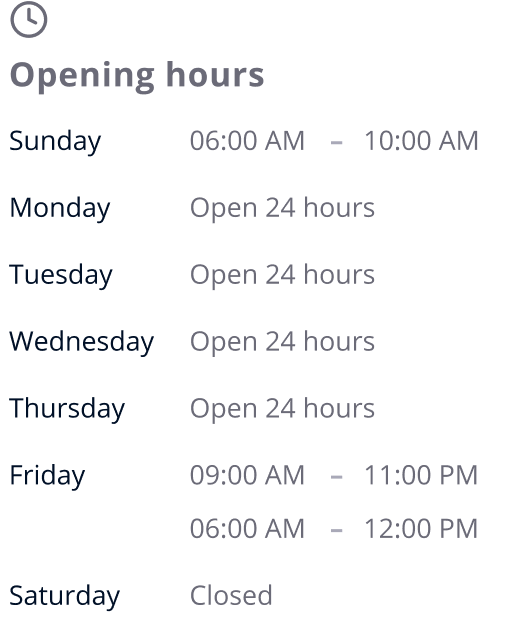 Opening hours
Sunday 06:00 AM – 10:00 AM
Monday Open 24 hours
Tuesday Open 24 hours
Wednesday Open 24 hours
Thursday Open 24 hours
Friday 09:00 AM – 11:00 PM
06:00 AM – 12:00 PM
Saturday Closed